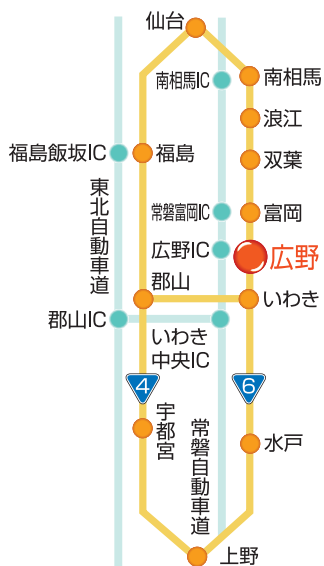 仙台
南相馬IC
南相馬
浪江
福島飯坂IC
福島
双葉
東北自動車道
常磐富岡IC
富岡
広野IC
広野
郡山
いわき
郡山IC
いわき
中央IC
4
6
宇都宮
常磐自動車道
水戸
上野